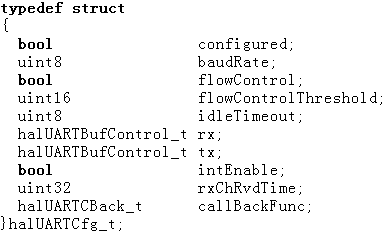 typedef struct
{
bool configured;
uint8 baudRate;
bool flowControl;
uint16 flowControlThreshold;
uint8 idleTimeout;
halUARTBufControl_t rx;
halUARTBufControl_t tx;
bool intEnable;
uint32 rxChRvdTime;
halUARTCBack_t callBackFunc;
}halUARTCfg_t;